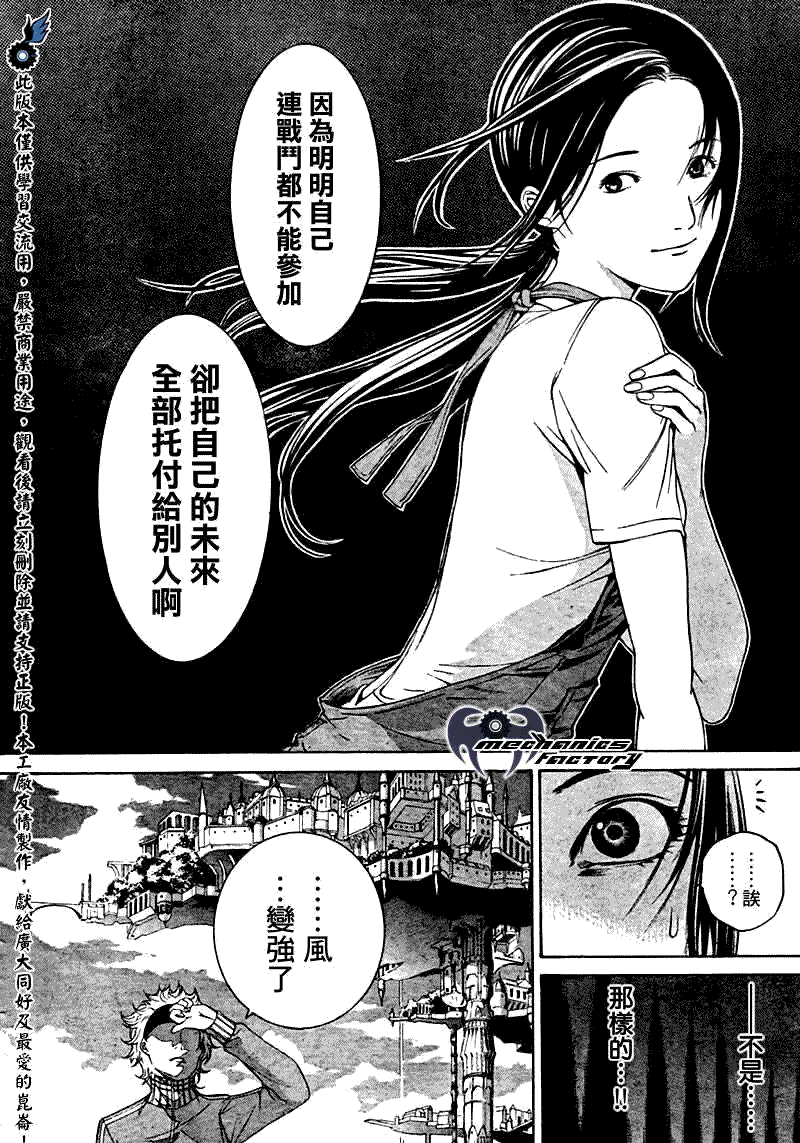 因為明明自己
連戰鬥都不能參加
卻把自己的未來
全部托付給別人啊
……誒
……？
──不是……
那樣的…!!
……風
…變強了
mechanics
factory
此版本僅供學習交流用，嚴禁商業用途，觀看後請立刻刪除並請支持正版！本工廠友情製作，獻給廣大同好及最愛的崑崙！